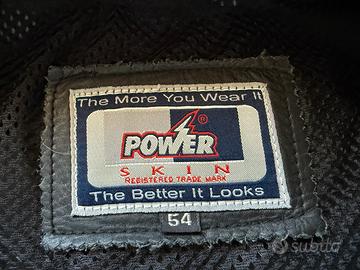 The More You Wear It
POWER ®
SKIN
REGISTERED TRADE MARK
The Better It Looks
54
subito